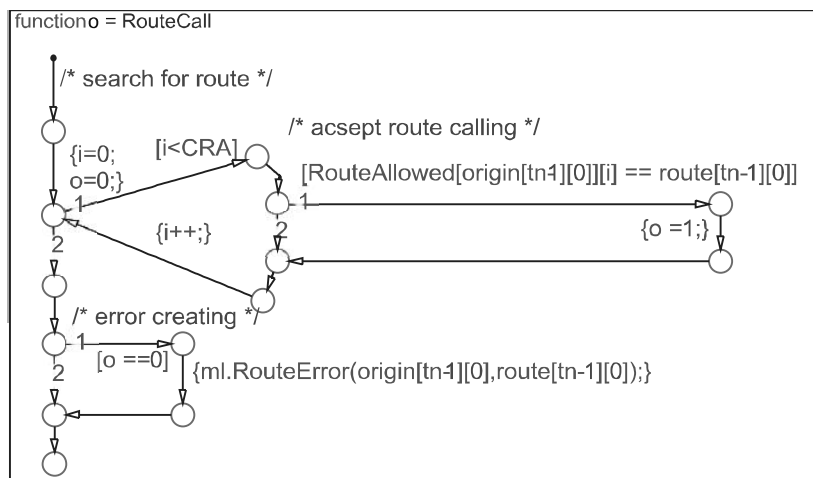 function o = RouteCall
/* search for route */
/* acsept route calling */
{i=0;
o=0;}
[i<CRA]
[RouteAllowed[origin[tn-1][0]][i] == route[tn-1][0]]
1
1
2
{i++;}
2
{o =1;}
/* error creating */
1
[o ==0]
2
{ml.RouteError(origin[tn-1][0],route[tn-1][0]);}